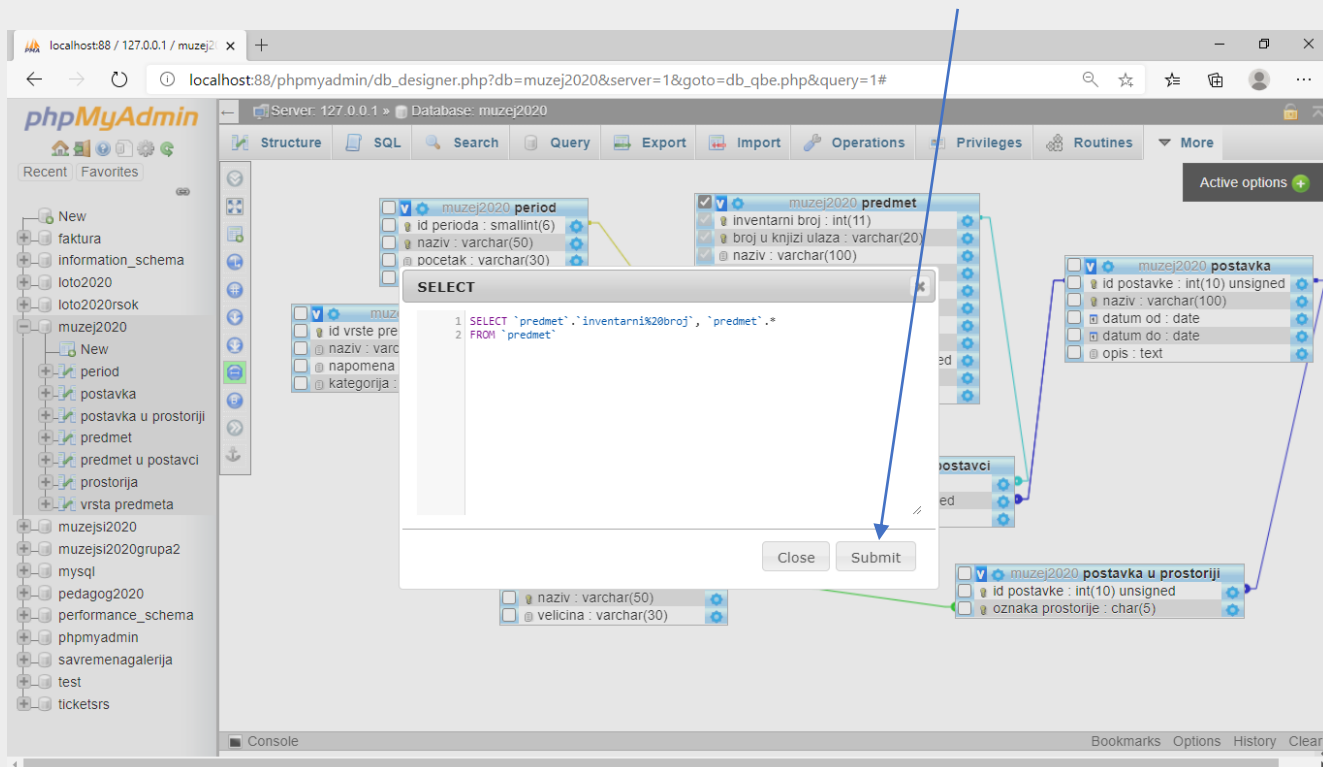 localhost:88 / 127.0.0.1 / muzej2
localhost:88/phpmyadmin/db_designer.php?db=muzej2020&server=1&goto=db_qbe.php&query=1#
phpMyAdmin
Recent Favorites
New
faktura
information_schema
loto2020
loto2020rsok
muzej2020
New
period
postavka
postavka u prostoriji
predmet
predmet u postavci
prostorija
vrsta predmeta
muzejsi2020
muzejsi2020grupa2
mysql
pedagog2020
performance_schema
phpmyadmin
savremenagalerija
test
ticketsrs
Server: 127.0.0.1 » Database: muzej2020
Structure SQL Search Query Export Import Operations Privileges Routines More
Active options
muzej2020 period
id perioda : smallint(6)
naziv : varchar(50)
pocetak : varchar(30)
muzej2020 predmet
inventarni broj : int(11)
broj u knjizi ulaza : varchar(20)
naziv : varchar(100)
ed
muzej2020 postavka
id postavke : int(10) unsigned
naziv : varchar(100)
datum od : date
datum do : date
opis : text
muz
id vrste pre
naziv : varc
napomena
kategorija :
SELECT
1 SELECT `predmet`.`inventarni%20broj`, `predmet`.*
2 FROM `predmet`
Close Submit
postavci
ed
naziv : varchar(50)
velicina : varchar(30)
muzej2020 postavka u prostoriji
id postavke : int(10) unsigned
oznaka prostorije : char(5)
Console
Bookmarks Options History Clear